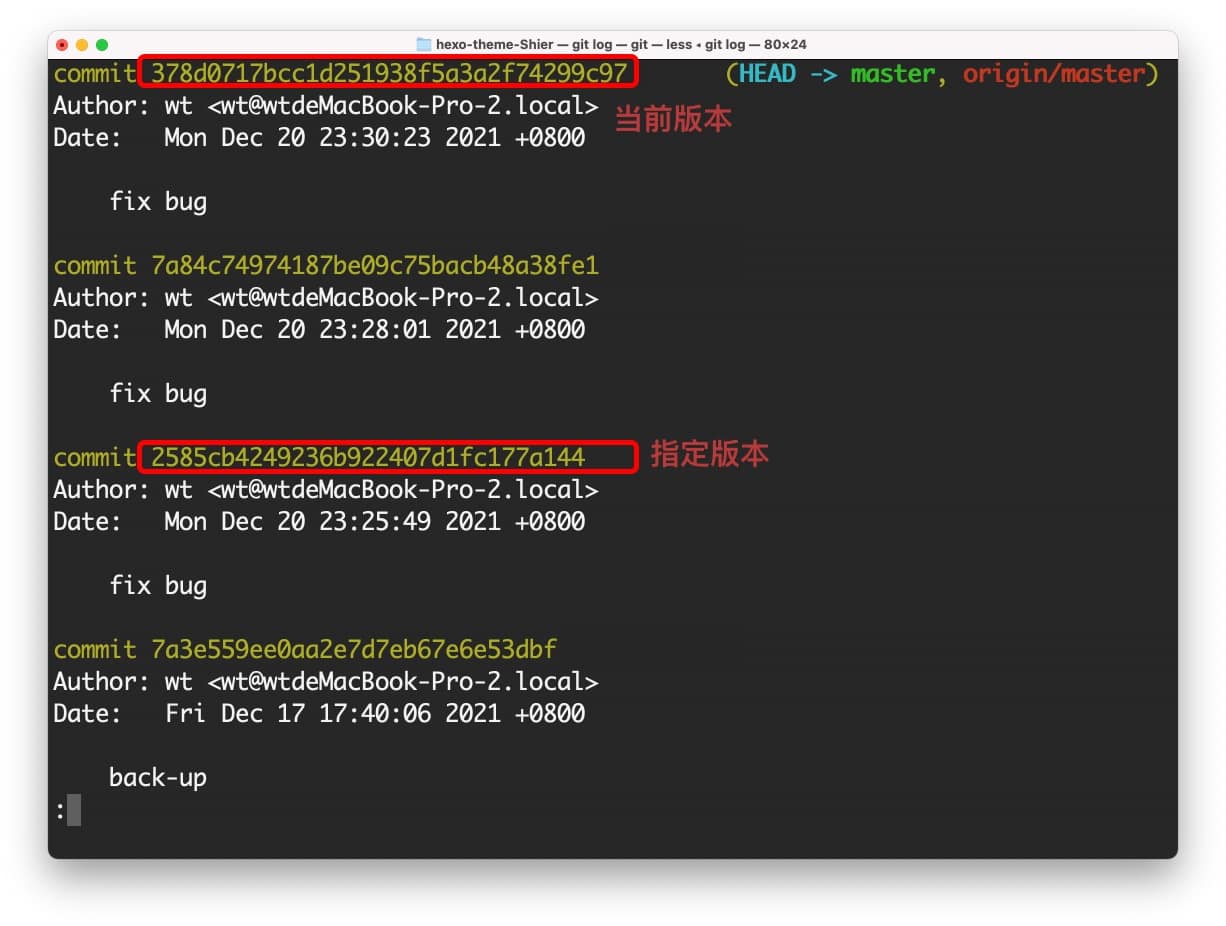 hexo-theme-Shier — git log — git — less ◂ git log — 80×24
commit 378d0717bcc1d251938f5a3a2f74299c97 (HEAD -> master, origin/master)
Author: wt <wt@wtdeMacBook-Pro-2.local>
当前版本
Date:   Mon Dec 20 23:30:23 2021 +0800
fix bug
commit 7a84c74974187be09c75bacb48a38fe1
Author: wt <wt@wtdeMacBook-Pro-2.local>
Date:   Mon Dec 20 23:28:01 2021 +0800
fix bug
commit 2585cb4249236b922407d1fc177a144 指定版本
Author: wt <wt@wtdeMacBook-Pro-2.local>
Date:   Mon Dec 20 23:25:49 2021 +0800
fix bug
commit 7a3e559ee0aa2e7d7eb67e6e53dbf
Author: wt <wt@wtdeMacBook-Pro-2.local>
Date:   Fri Dec 17 17:40:06 2021 +0800
back-up
: